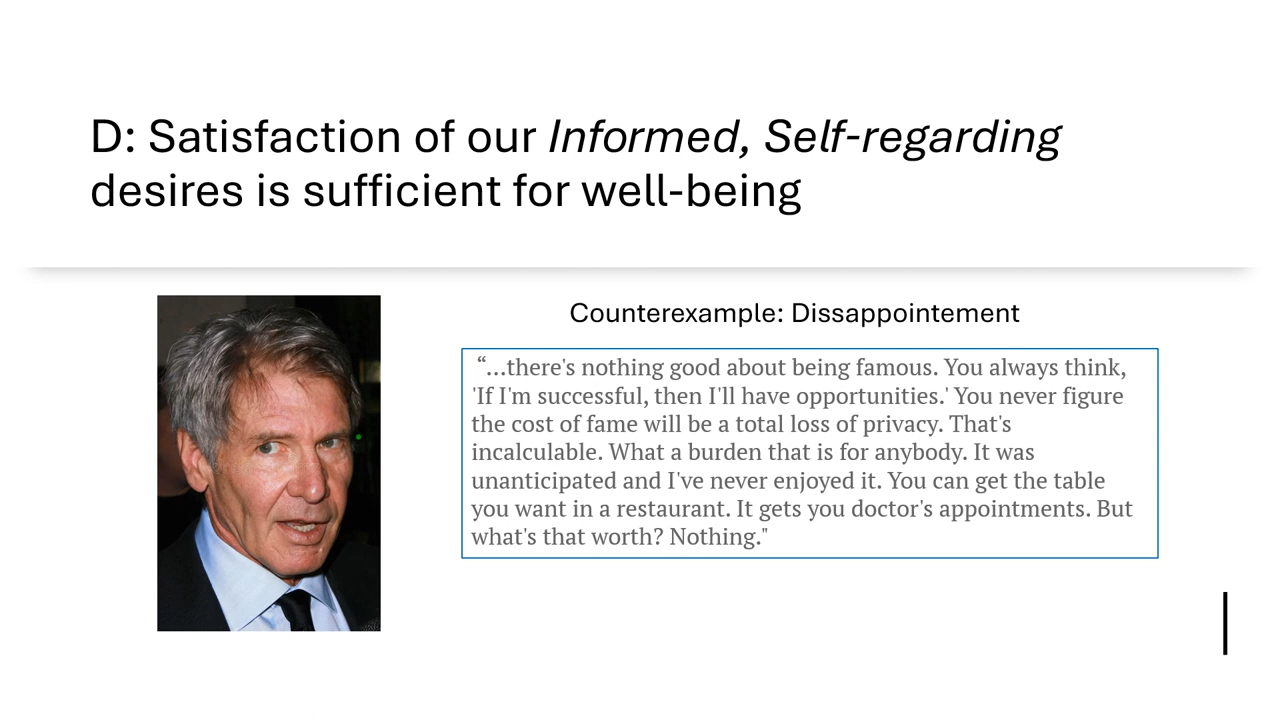 D: Satisfaction of our Informed, Self-regarding
desires is sufficient for well-being
Counterexample: Dissappointement
“...there's nothing good about being famous. You always think,
'If I'm successful, then I'll have opportunities.' You never figure
the cost of fame will be a total loss of privacy. That's
incalculable. What a burden that is for anybody. It was
unanticipated and I've never enjoyed it. You can get the table
you want in a restaurant. It gets you doctor's appointments. But
what's that worth? Nothing."